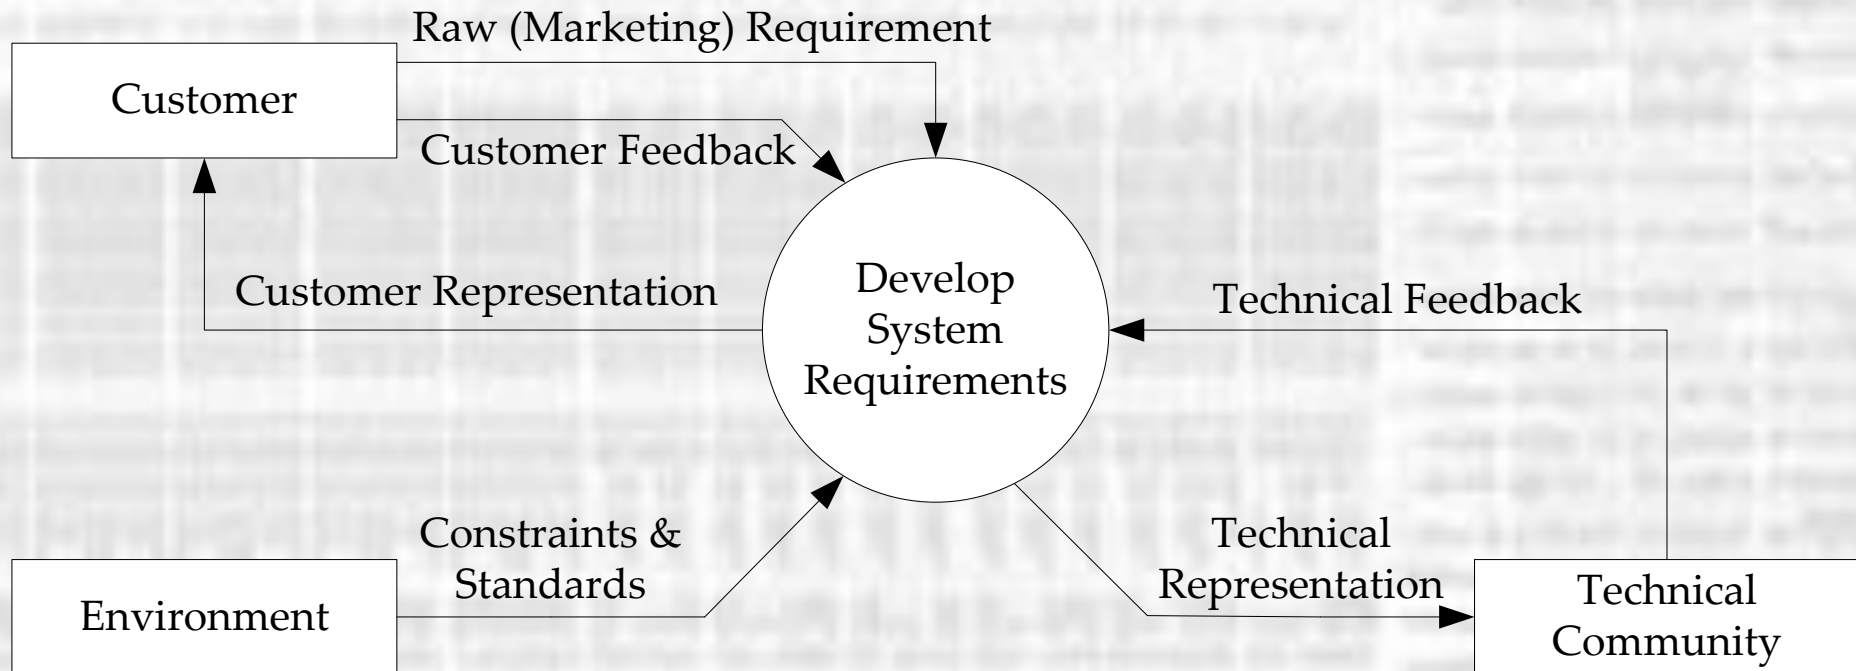 Raw (Marketing) Requirement
Customer
Customer Feedback
Customer Representation
Develop
System
Requirements
Technical Feedback
Constraints &
Standards
Environment
Technical
Representation
Technical
Community